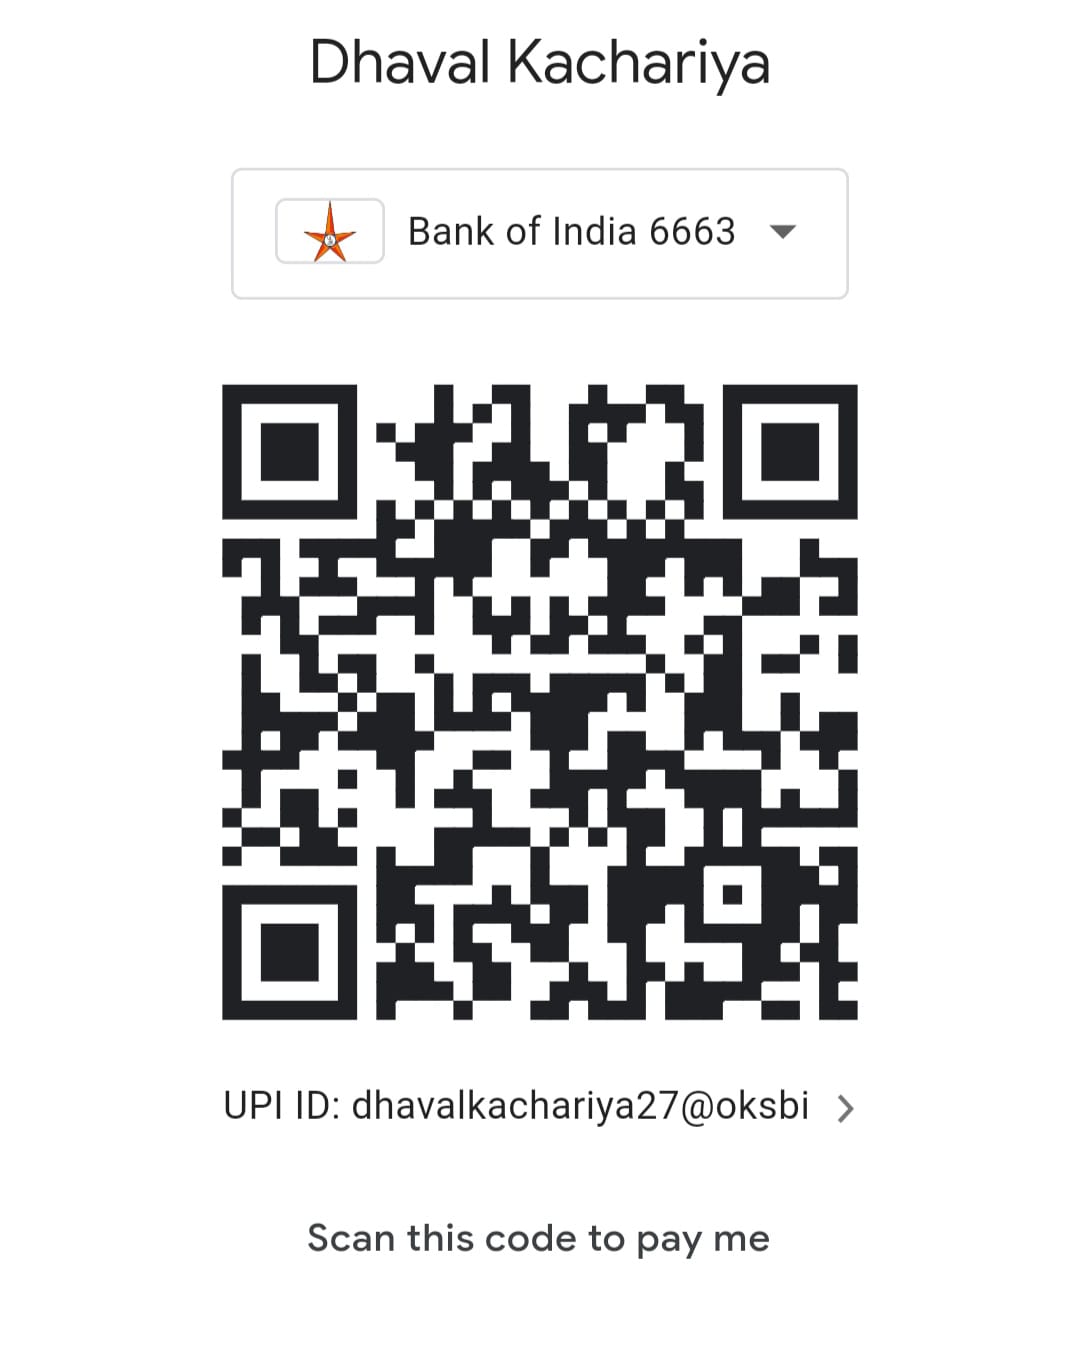 Dhaval Kachariya
Bank of India 6663
UPI ID: dhavalkachariya27@oksbi
Scan this code to pay me